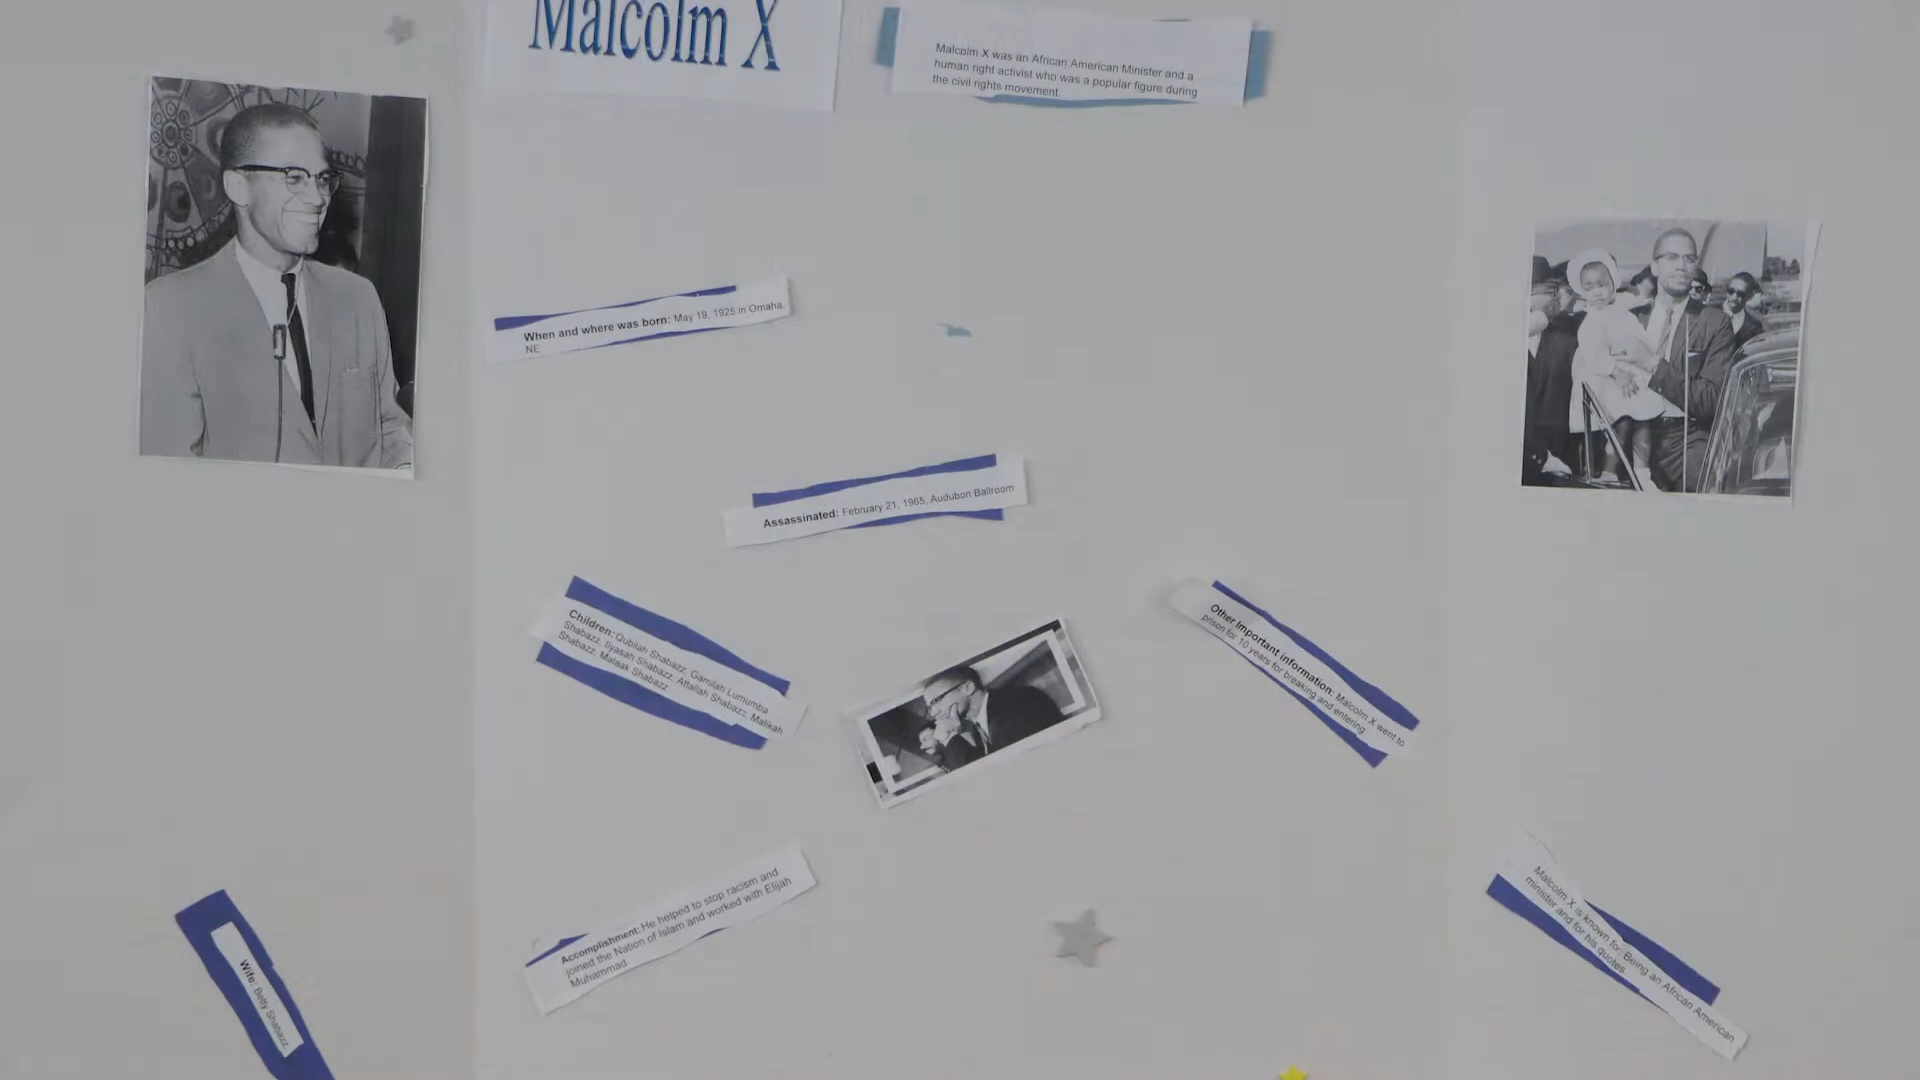 Malcolm X
Malcolm X was an African American Minister and a
human right activist who was a popular figure during
the civil rights movement.
When and where was born: May 19, 1925 in Omaha,
NE
Assassinated: February 21, 1965, Audubon Ballroom
Children: Qubilah Shabazz, Gamilah Lumumba
Shabazz, Ilyasah Shabazz, Attallah Shabazz, Malikah
Shabazz, Malaak Shabazz
Other Important information: Malcolm X went to
prison for 10 years for breaking and entering
Accomplishment: He helped to stop racism and
joined the Nation of Islam and worked with Elijah
Muhammad
Wife: Betty Shabazz
Malcolm X is known for: Being an African American
minister and for his quotes